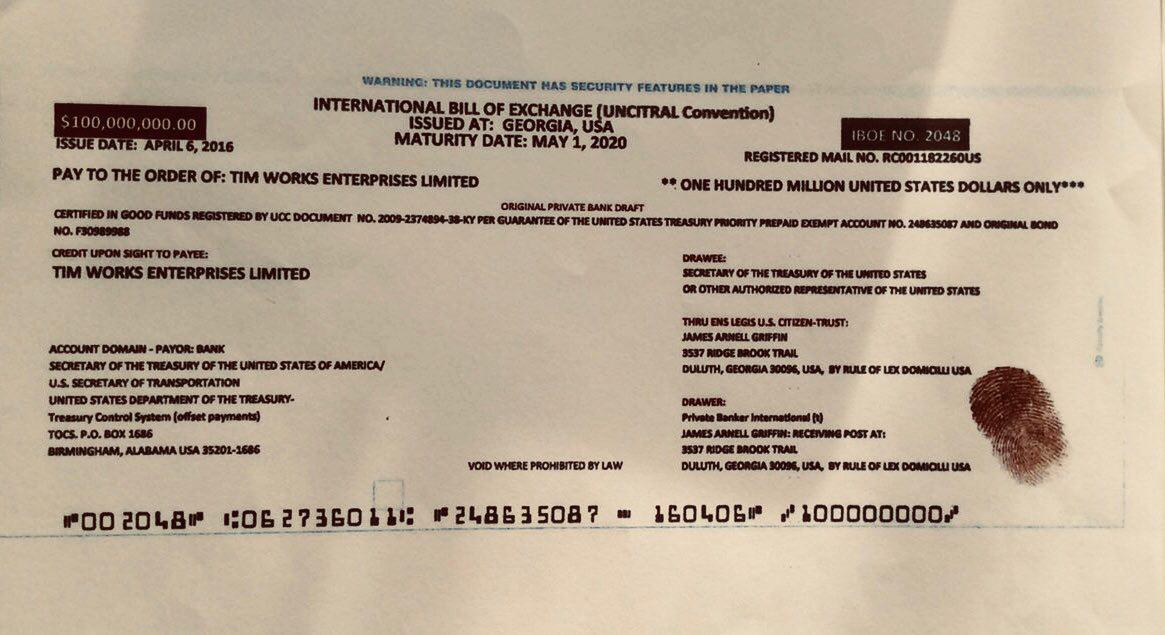 WARNING: THIS DOCUMENT HAS SECURITY FEATURES IN THE PAPER
$100,000,000.00
INTERNATIONAL BILL OF EXCHANGE (UNCITRAL Convention)
ISSUED AT: GEORGIA, USA
MATURITY DATE: MAY 1, 2020
IBOE NO. 2048
ISSUE DATE: APRIL 6, 2016
REGISTERED MAIL NO. RC001182260US
PAY TO THE ORDER OF: TIM WORKS ENTERPRISES LIMITED
** ONE HUNDRED MILLION UNITED STATES DOLLARS ONLY***
ORIGINAL PRIVATE BANK DRAFT
CERTIFIED IN GOOD FUNDS REGISTERED BY UCC DOCUMENT NO. 2009-2374894-38-KY PER GUARANTEE OF THE UNITED STATES TREASURY PRIORITY PREPAID EXEMPT ACCOUNT NO. 248635087 AND ORIGINAL BOND
NO. F30989988
CREDIT UPON SIGHT TO PAYEE:
TIM WORKS ENTERPRISES LIMITED
DRAWEE:
SECRETARY OF THE TREASURY OF THE UNITED STATES
OR OTHER AUTHORIZED REPRESENTATIVE OF THE UNITED STATES
THRU ENS LEGIS U.S. CITIZEN-TRUST:
JAMES ARNELL GRIFFIN
3537 RIDGE BROOK TRAIL
DULUTH, GEORGIA 30096, USA, BY RULE OF LEX DOMICILLI USA
ACCOUNT DOMAIN - PAYOR: BANK
SECRETARY OF THE TREASURY OF THE UNITED STATES OF AMERICA/
U.S. SECRETARY OF TRANSPORTATION
UNITED STATES DEPARTMENT OF THE TREASURY-
Treasury Control System (offset payments)
TOCS. P.O. BOX 1686
BIRMINGHAM, ALABAMA USA 35201-1686
DRAWER:
Private Banker International (t)
JAMES ARNELL GRIFFIN: RECEIVING POST AT:
3537 RIDGE BROOK TRAIL
DULUTH, GEORGIA 30096, USA, BY RULE OF LEX DOMICILLI USA
VOID WHERE PROHIBITED BY LAW
⑈002048⑈ ⑆062736011⑆ ⑈248635087 ⑉ 160406⑈ ⑇100000000⑇